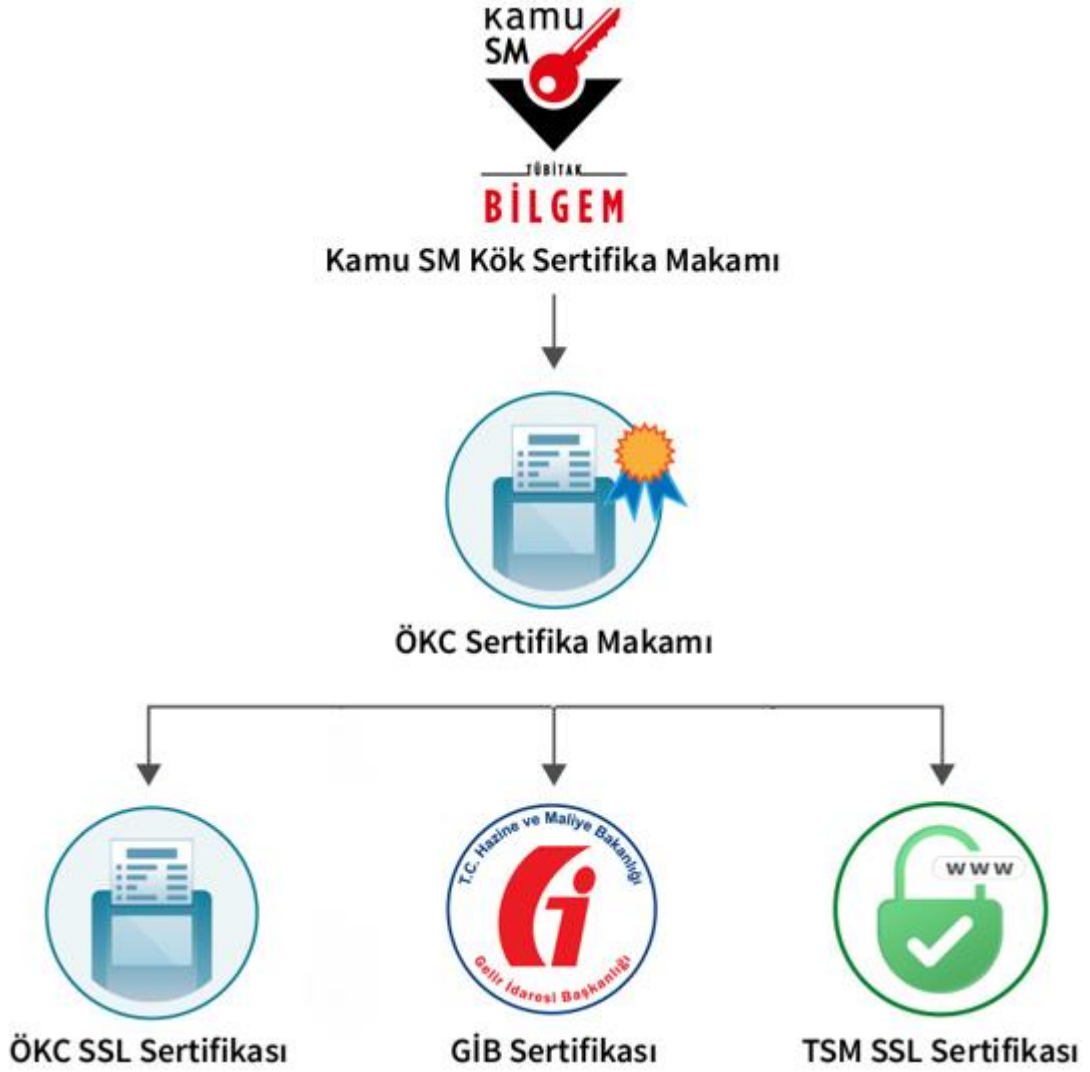 Kamu
SM
TÜBİTAK
BİLGEM
Kamu SM Kök Sertifika Makamı
ÖKC Sertifika Makamı
T.C. Hazine ve Maliye Bakanlığı
Gelir İdaresi Başkanlığı
www
ÖKC SSL Sertifikası
GİB Sertifikası
TSM SSL Sertifikası